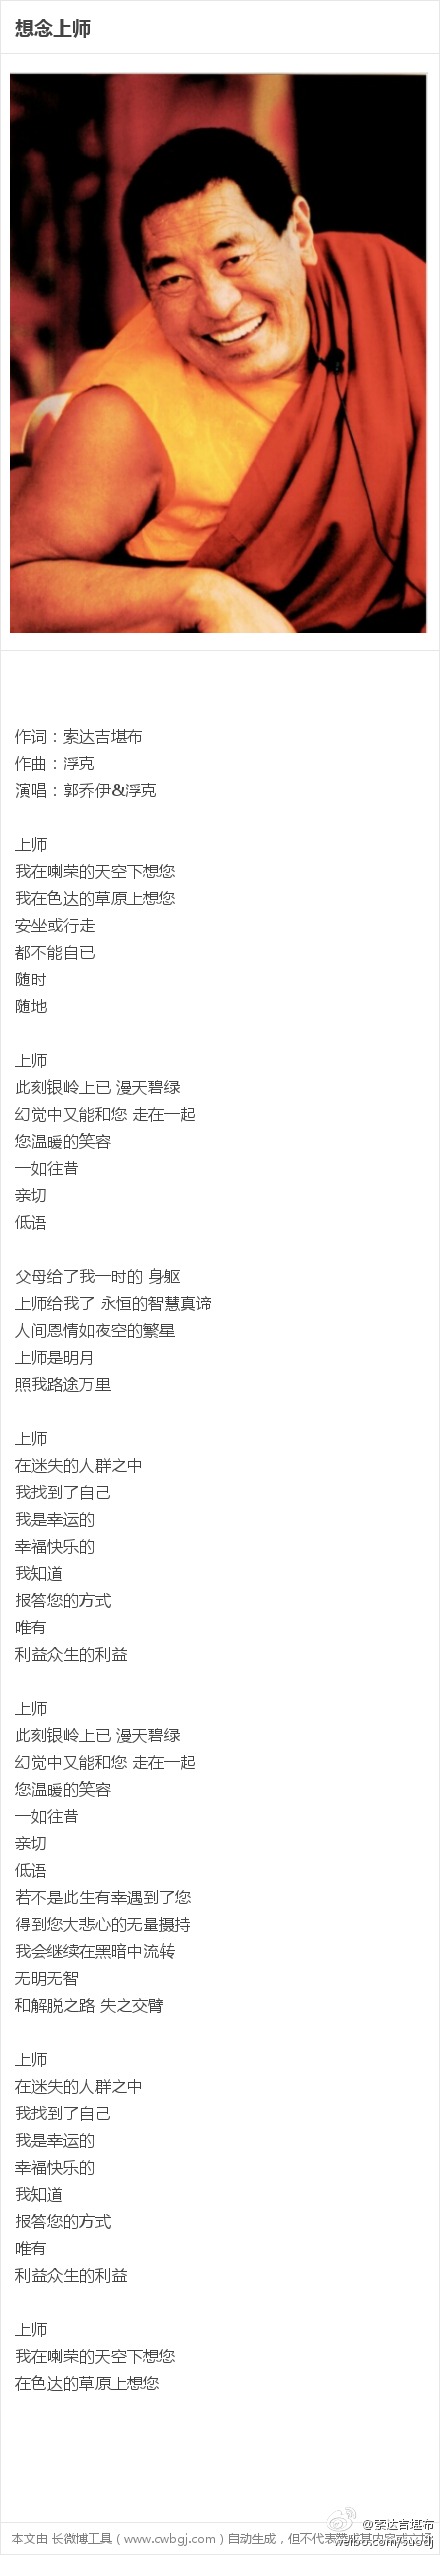 想念上师
作词：索达吉堪布
作曲：浮克
演唱：郭乔伊&浮克
上师
我在喇荣的天空下想您
我在色达的草原上想您
安坐或行走
都不能自已
随时
随地
上师
此刻银岭上已 漫天碧绿
幻觉中又能和您 走在一起
您温暖的笑容
一如往昔
亲切
低语
父母给了我一时的 身躯
上师给我了 永恒的智慧真谛
人间恩情如夜空的繁星
上师是明月
照我路途万里
上师
在迷失的人群之中
我找到了自己
我是幸运的
幸福快乐的
我知道
报答您的方式
唯有
利益众生的利益
上师
此刻银岭上已 漫天碧绿
幻觉中又能和您 走在一起
您温暖的笑容
一如往昔
亲切
低语
若不是此生有幸遇到了您
得到您大悲心的无量摄持
我会继续在黑暗中流转
无明无智
和解脱之路 失之交臂
上师
在迷失的人群之中
我找到了自己
我是幸运的
幸福快乐的
我知道
报答您的方式
唯有
利益众生的利益
上师
我在喇荣的天空下想您
在色达的草原上想您
@索达吉堪布
weibo.com/suodj
本文由 长微博工具（www.cwbgj.com）自动生成，但不代表